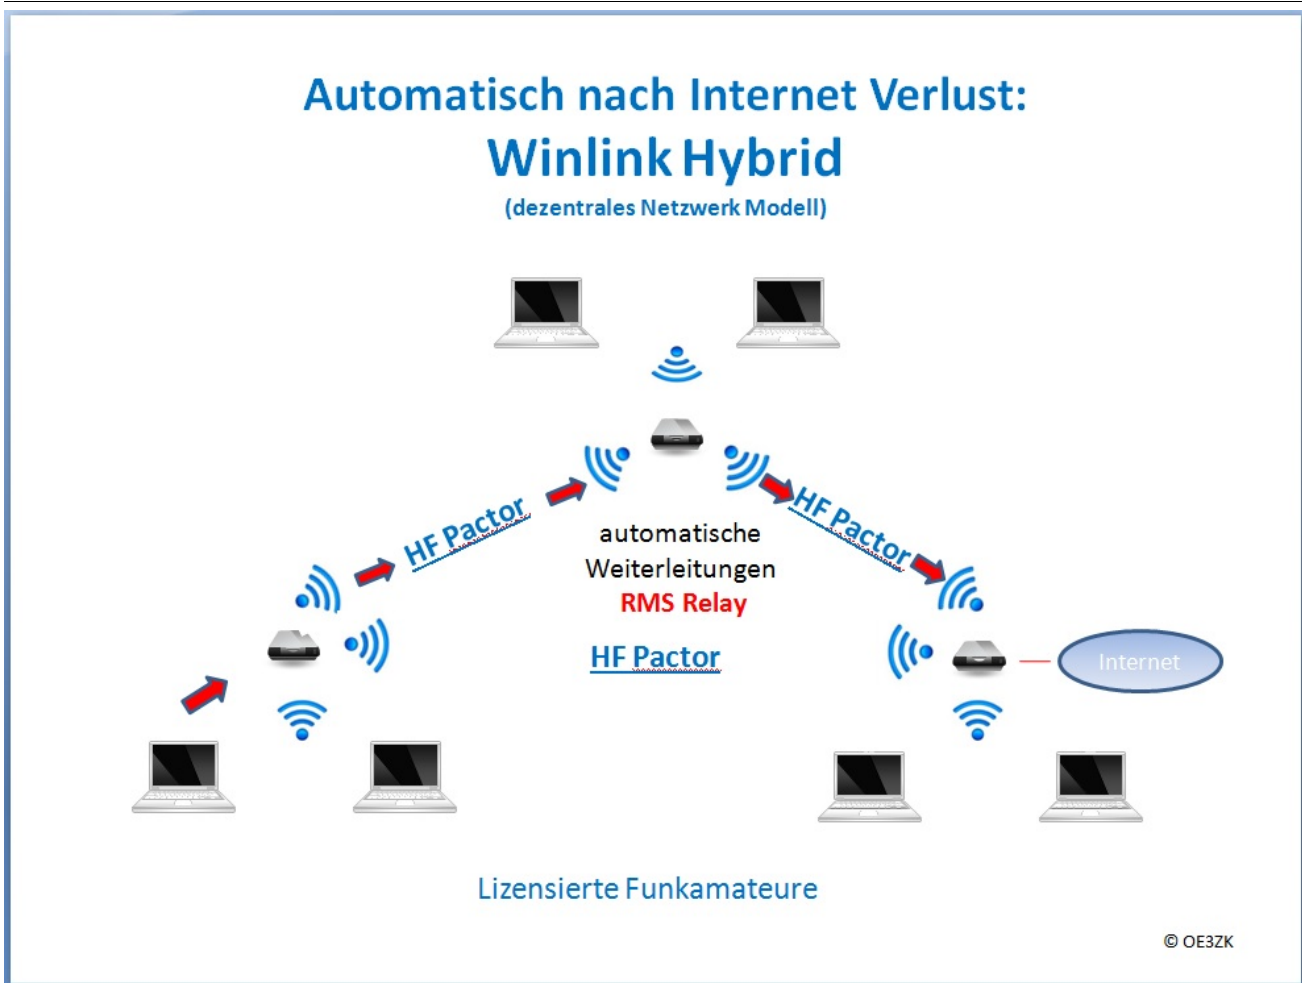 Automatisch nach Internet Verlust:
Winlink Hybrid
(dezentrales Netzwerk Modell)
HF Pactor
HF Pactor
automatische
Weiterleitungen
RMS Relay
HF Pactor
Internet
Lizensierte Funkamateure
© OE3ZK